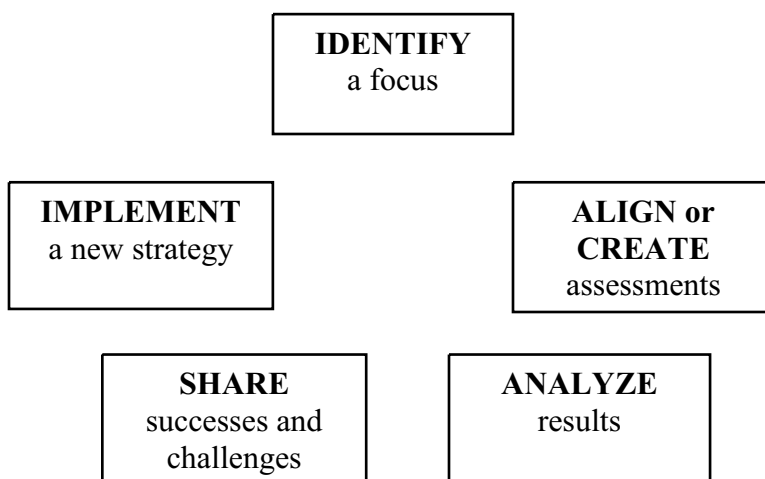 IDENTIFY
a focus
IMPLEMENT
a new strategy
ALIGN or
CREATE
assessments
SHARE
successes and
challenges
ANALYZE
results